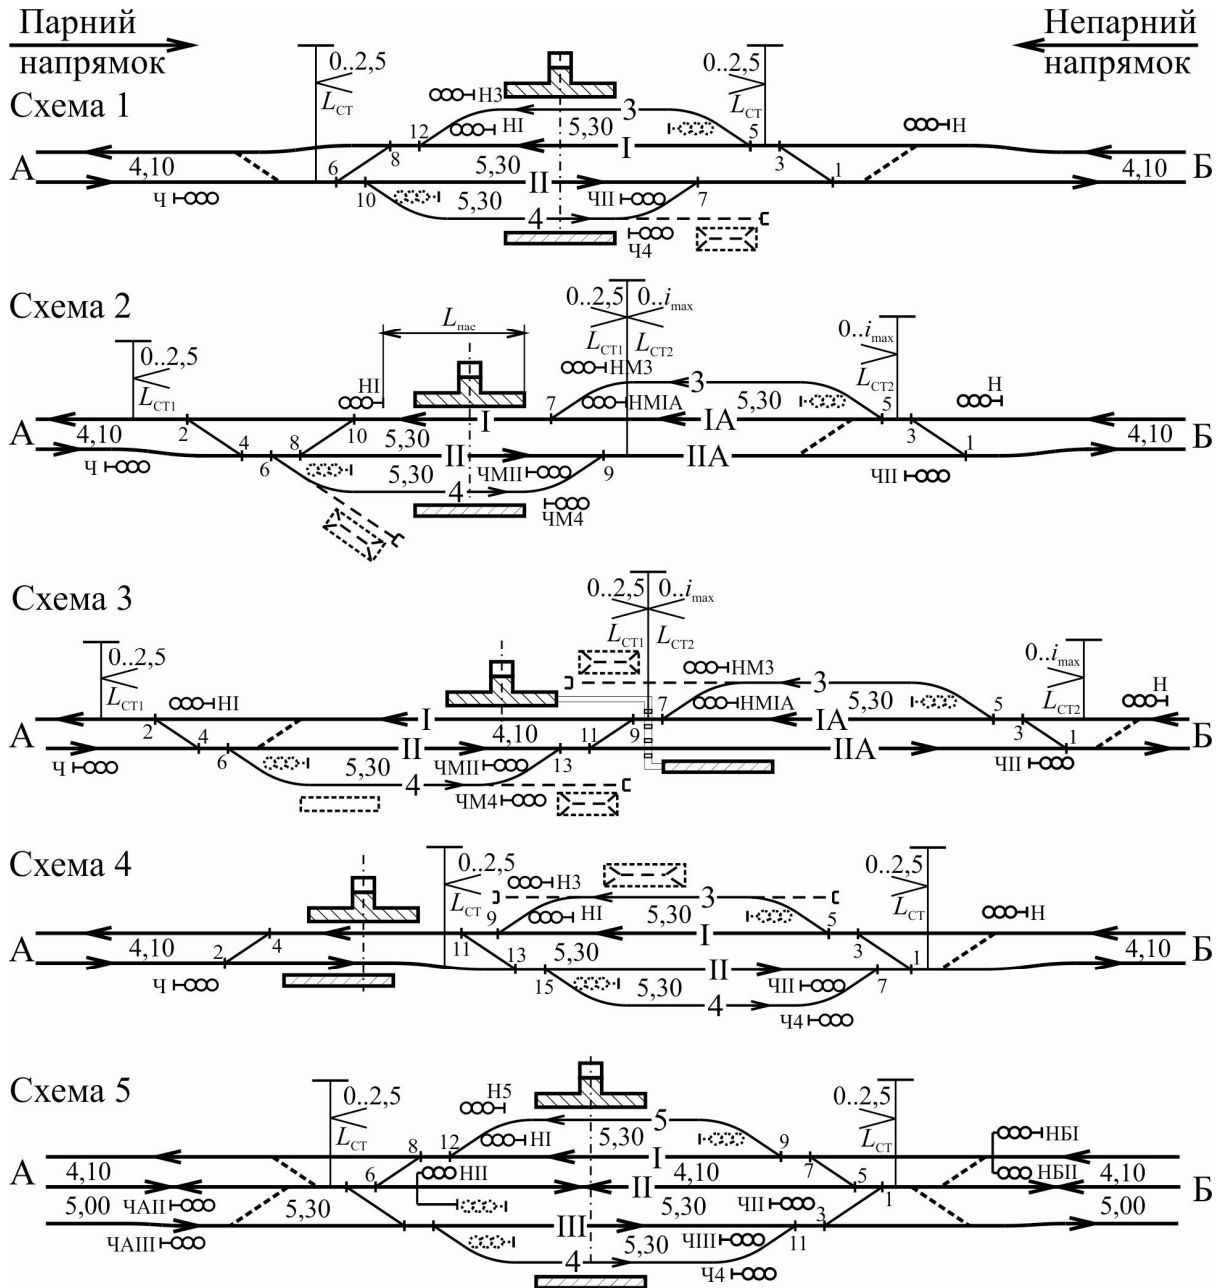 Парний
напрямок
Непарний
напрямок
Схема 1
0..2,5
0..2,5
Lст
Lст
Н3
НІ
Н
12
8
6
10
3
5,30
І
5,30
ІІ
5,30
4
5
3
1
7
А
4,10
4,10
Б
Ч
ЧІІ
Ч4
Схема 2
0..2,5
Lст1
Lпас
0..2,5
0..imax
Lст1
Lст2
0..imax
Lст2
НІ
НМ3
НМІА
Н
3
5,30
5
3
1
7
2
4
6
8
10
А
4,10
5,30
І
ІА
ІІ
ІІА
4,10
Б
Ч
5,30
4
ЧМІІ
ЧМ4
9
ЧІІ
Схема 3
0..2,5
Lст1
0..2,5
0..imax
Lст1
Lст2
0..imax
Lст2
НІ
НМ3
НМІА
Н
3
5,30
5
3
1
7
9
11
13
2
4
6
А
І
ІА
4,10
ІІ
ІІА
Б
Ч
5,30
4
ЧМІІ
ЧМ4
ЧІІ
Схема 4
0..2,5
Lст
0..2,5
Lст
Н3
НІ
Н
9
11
13
15
3
5,30
5
3
1
7
А
4,10
2
4
5,30
І
ІІ
4,10
Б
Ч
5,30
4
ЧІІ
Ч4
Схема 5
0..2,5
Lст
0..2,5
Lст
Н5
НІ
НІІ
НБІ
НБІІ
5
5,30
І
8
12
6
9
7
5
1
3
11
А
4,10
4,10
ІІ
4,10
Б
5,00
5,30
ІІІ
5,30
5,00
ЧАІІ
ЧАІІІ
ЧІІ
ЧІІІ
Ч4
4
5,30